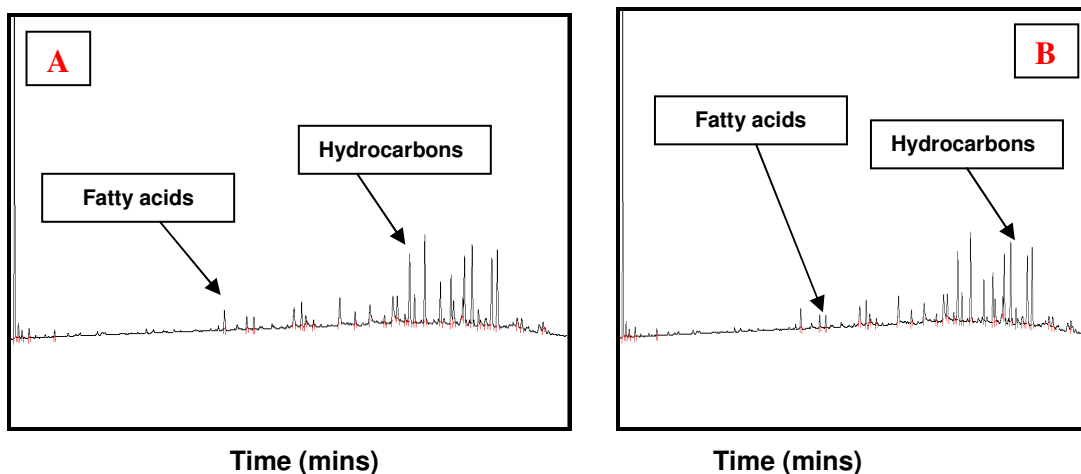 A
Hydrocarbons
Fatty acids
Time (mins)
B
Fatty acids
Hydrocarbons
Time (mins)